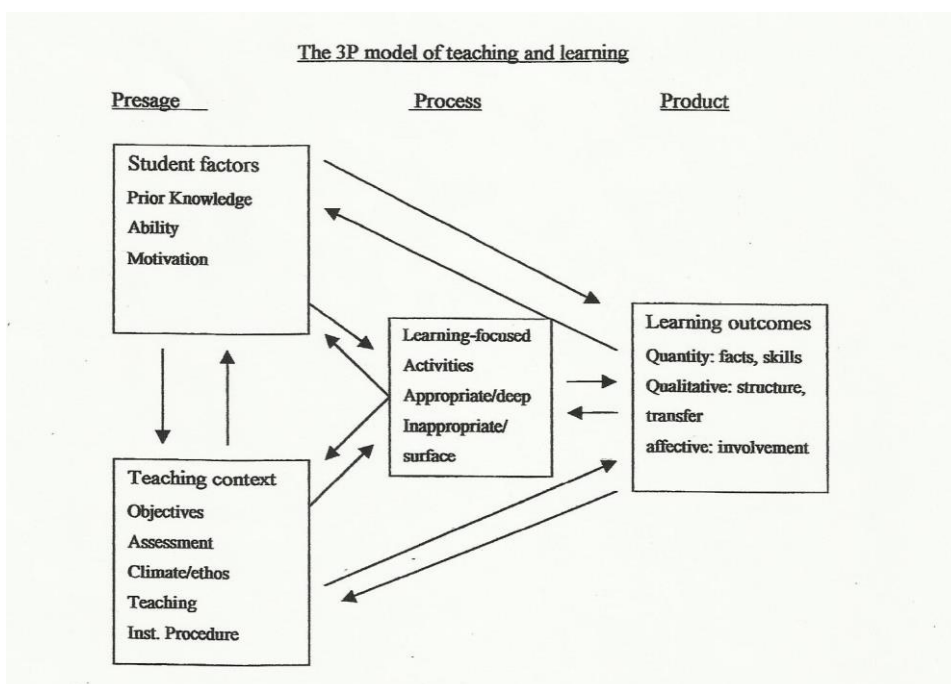 The 3P model of teaching and learning
Presage
Process
Product
Student factors
Prior Knowledge
Ability
Motivation
Learning-focused
Activities
Appropriate/deep
Inappropriate/
surface
Learning outcomes
Quantity: facts, skills
Qualitative: structure,
transfer
affective: involvement
Teaching context
Objectives
Assessment
Climate/ethos
Teaching
Inst. Procedure